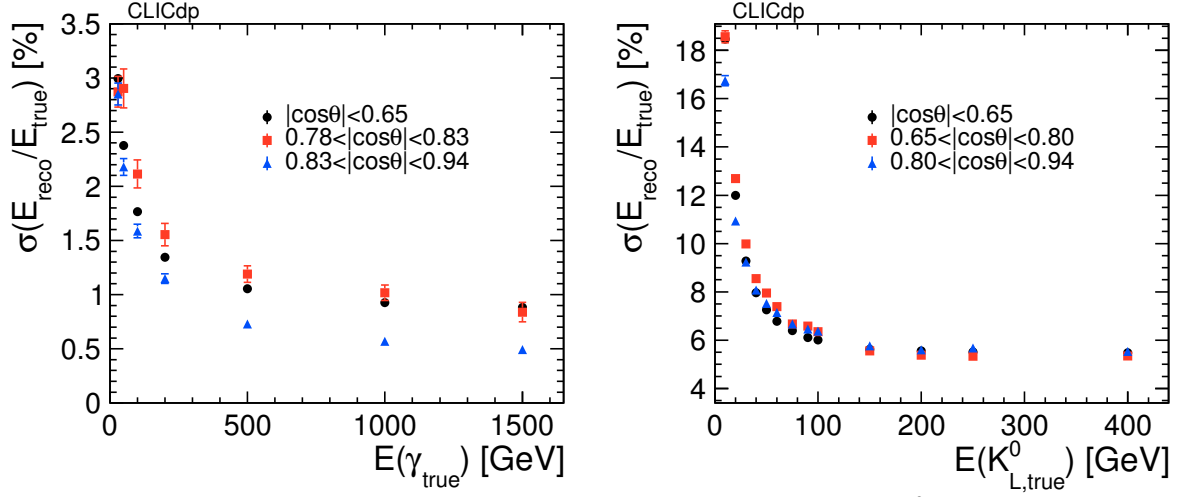 CLICdp
σ(E_reco/E_true) [%]
3.5
3
2.5
2
1.5
1
0.5
0
|cosθ|<0.65
0.78<|cosθ|<0.83
0.83<|cosθ|<0.94
0 500 1000 1500
E(γ_true) [GeV]
CLICdp
σ(E_reco/E_true) [%]
18
16
14
12
10
8
6
4
|cosθ|<0.65
0.65<|cosθ|<0.80
0.80<|cosθ|<0.94
0 100 200 300 400
E(K^0_L,true) [GeV]